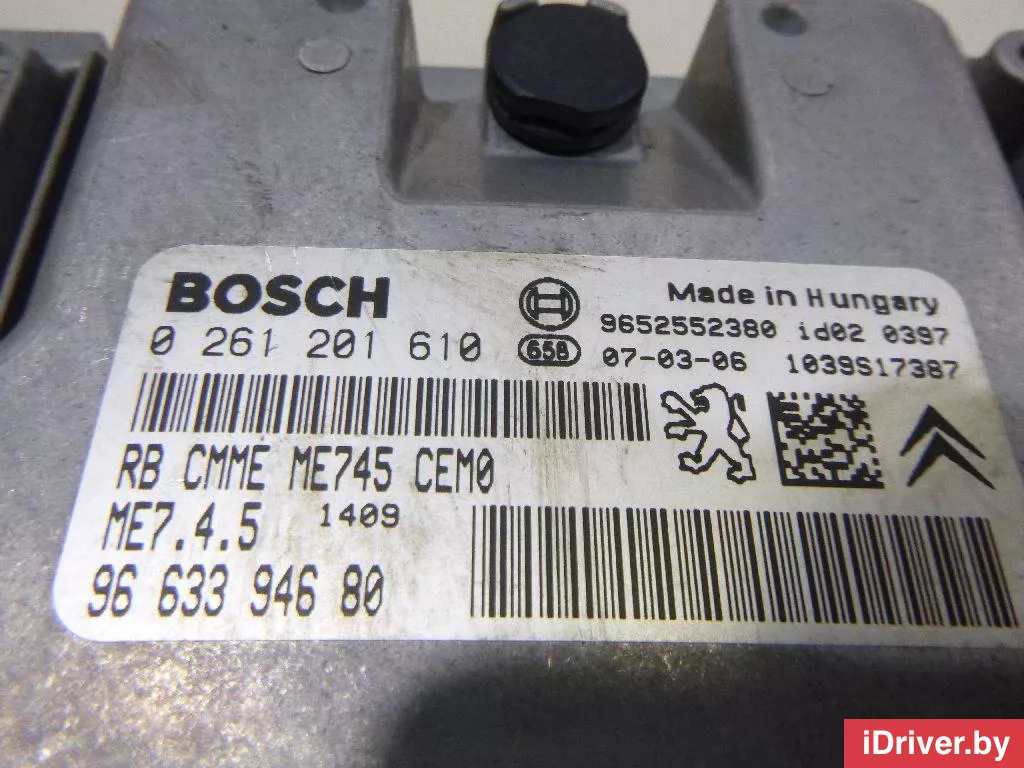 BOSCH
Made in Hungary
0 261 201 610
9652552380 id02 0397
658 07-03-06 1039S17387
RB CMME ME745 CEM0
ME7.4.5 1409
96 633 946 80
iDriver.by